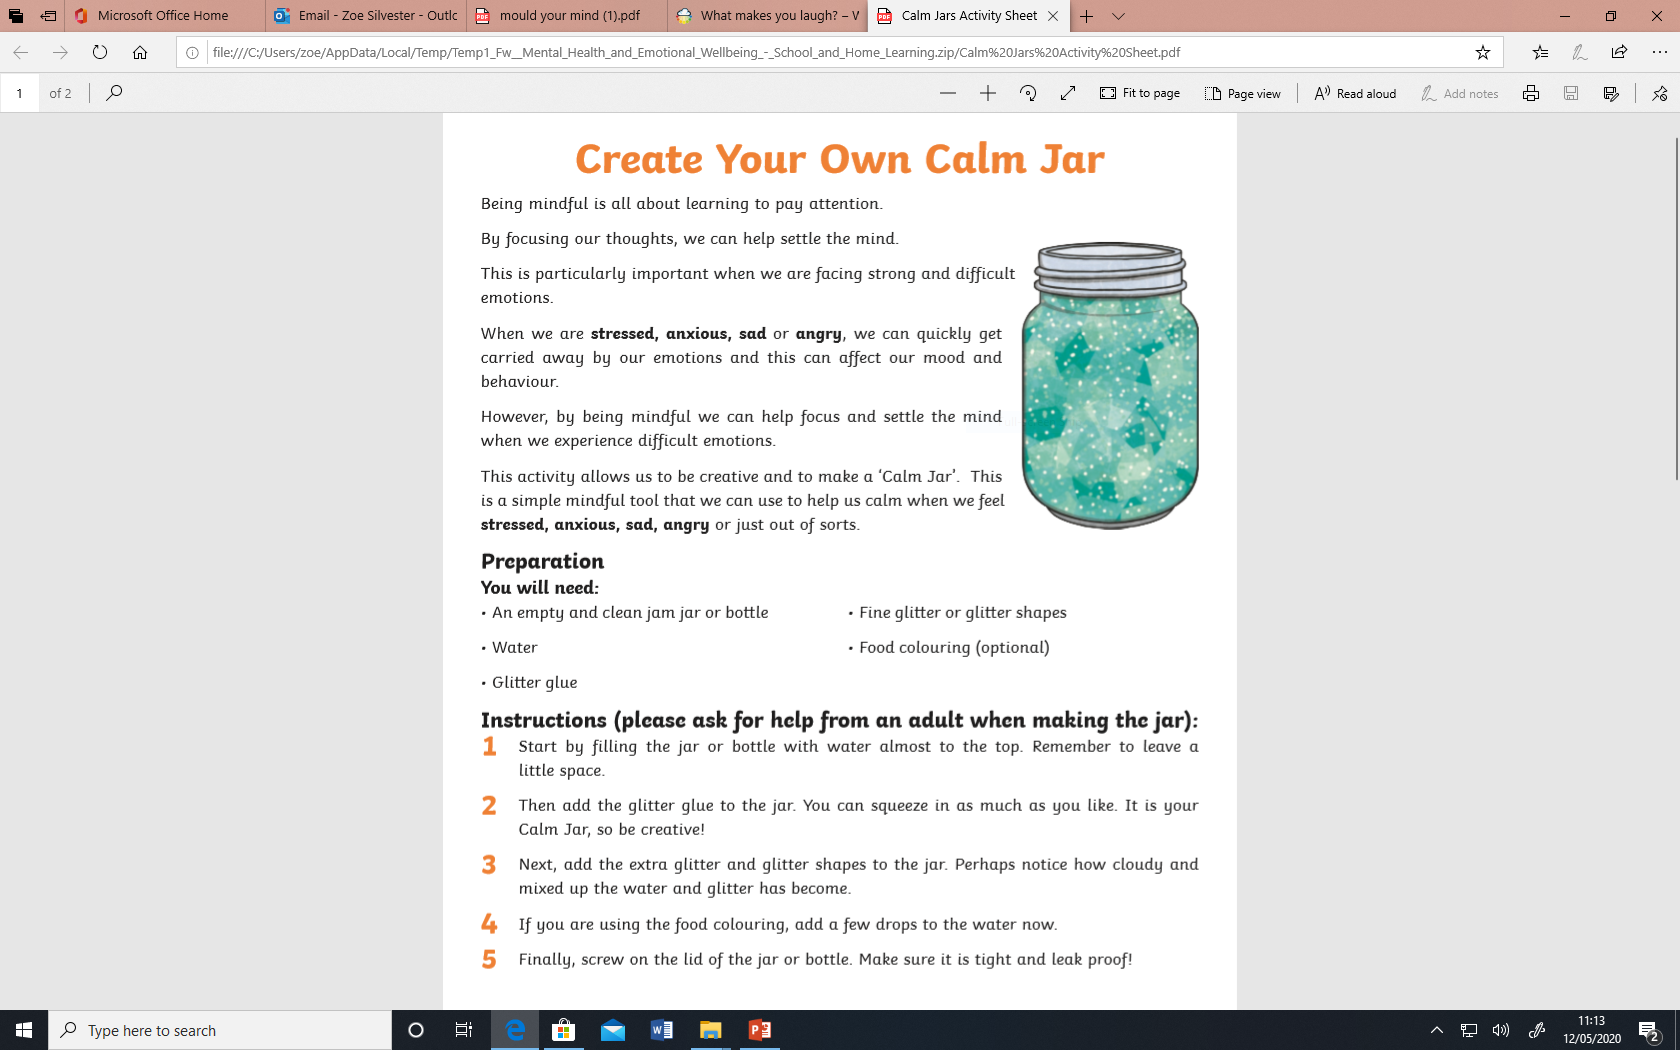 Microsoft Office Home
Email - Zoe Silvester - Outlo
mould your mind (1).pdf
What makes you laugh? – W
Calm Jars Activity Sheet
file:///C:/Users/zoe/AppData/Local/Temp/Temp1_Fw__Mental_Health_and_Emotional_Wellbeing_-_School_and_Home_Learning.zip/Calm%20Jars%20Activity%20Sheet.pdf
1 of 2
Fit to page
Page view
Read aloud
Add notes
Create Your Own Calm Jar
Being mindful is all about learning to pay attention.
By focusing our thoughts, we can help settle the mind.
This is particularly important when we are facing strong and difficult
emotions.
When we are stressed, anxious, sad or angry, we can quickly get
carried away by our emotions and this can affect our mood and
behaviour.
However, by being mindful we can help focus and settle the mind
when we experience difficult emotions.
This activity allows us to be creative and to make a ‘Calm Jar’. This
is a simple mindful tool that we can use to help us calm when we feel
stressed, anxious, sad, angry or just out of sorts.
Preparation
You will need:
• An empty and clean jam jar or bottle
• Water
• Glitter glue
• Fine glitter or glitter shapes
• Food colouring (optional)
Instructions (please ask for help from an adult when making the jar):
1 Start by filling the jar or bottle with water almost to the top. Remember to leave a
little space.
2 Then add the glitter glue to the jar. You can squeeze in as much as you like. It is your
Calm Jar, so be creative!
3 Next, add the extra glitter and glitter shapes to the jar. Perhaps notice how cloudy and
mixed up the water and glitter has become.
4 If you are using the food colouring, add a few drops to the water now.
5 Finally, screw on the lid of the jar or bottle. Make sure it is tight and leak proof!
Type here to search
11:13
12/05/2020
2